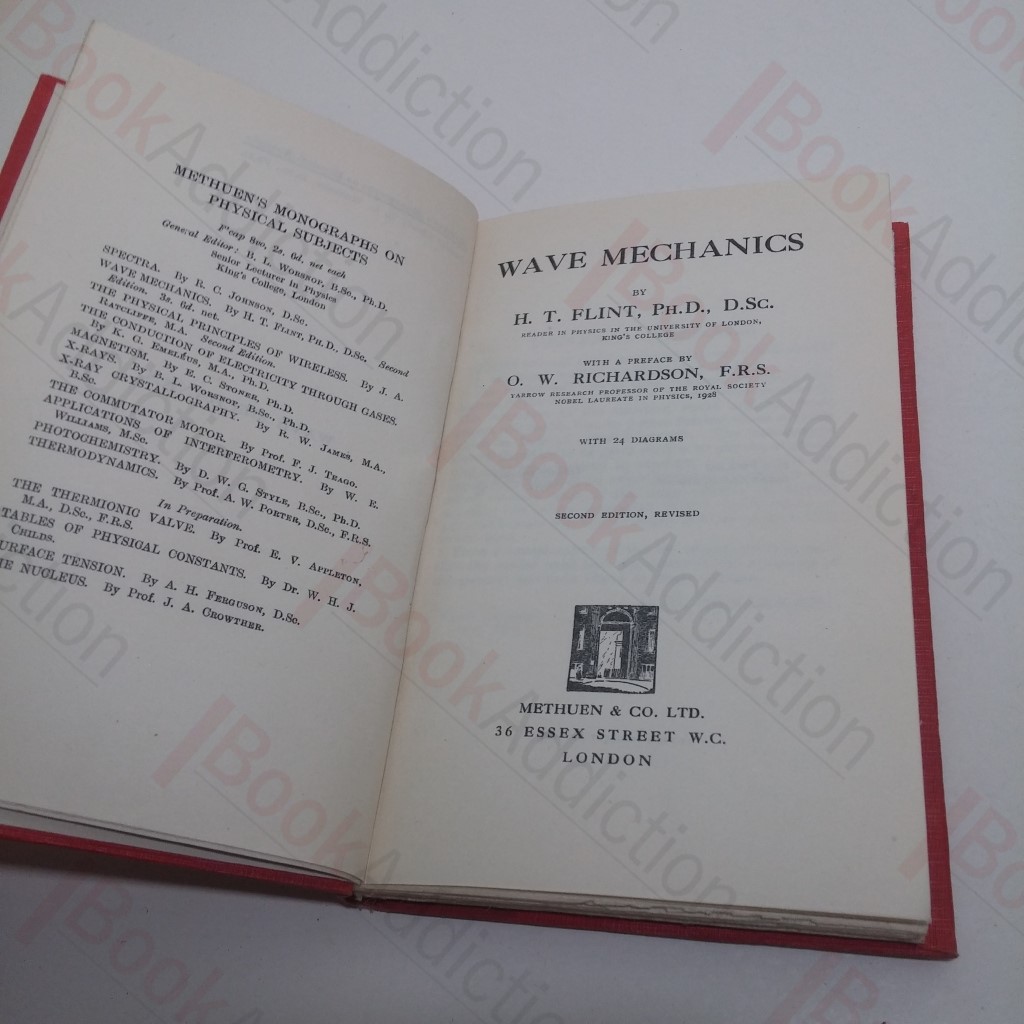 METHUEN'S MONOGRAPHS ON
PHYSICAL SUBJECTS
F'cap 8vo, 2s. 6d. net each
General Editor: B. L. WORSNOP, B.Sc., Ph.D.
Senior Lecturer in Physics
King's College, London
SPECTRA. By R. C. JOHNSON, D.Sc.
WAVE MECHANICS. By H. T. FLINT, Ph.D., D.Sc. Second
Edition. 3s. 6d. net.
THE PHYSICAL PRINCIPLES OF WIRELESS. By J. A.
RATCLIFFE, M.A. Second Edition.
THE CONDUCTION OF ELECTRICITY THROUGH GASES.
By K. G. EMELÉUS, M.A., Ph.D.
MAGNETISM. By E. C. STONER, Ph.D.
X-RAYS. By B. L. WORSNOP, B.Sc., Ph.D.
X-RAY CRYSTALLOGRAPHY. By R. W. JAMES, M.A.,
B.Sc.
THE COMMUTATOR MOTOR. By Prof. F. J. TEAGO.
APPLICATIONS OF INTERFEROMETRY. By W. E.
WILLIAMS, M.Sc.
PHOTOCHEMISTRY. By D. W. G. STYLE, B.Sc., Ph.D.
THERMODYNAMICS. By Prof. A. W. PORTER, D.Sc., F.R.S.
In Preparation.
THE THERMIONIC VALVE. By Prof. E. V. APPLETON,
M.A., D.Sc., F.R.S.
TABLES OF PHYSICAL CONSTANTS. By Dr. W. H. J.
CHILDS.
URFACE TENSION. By A. H. FERGUSON, D.Sc.
HE NUCLEUS. By Prof. J. A. CROWTHER.
WAVE MECHANICS
BY
H. T. FLINT, PH.D., D.SC.
READER IN PHYSICS IN THE UNIVERSITY OF LONDON,
KING'S COLLEGE
WITH A PREFACE BY
O. W. RICHARDSON, F.R.S.
YARROW RESEARCH PROFESSOR OF THE ROYAL SOCIETY
NOBEL LAUREATE IN PHYSICS, 1928
WITH 24 DIAGRAMS
SECOND EDITION, REVISED
METHUEN & CO. LTD.
36 ESSEX STREET W.C.
LONDON
BookAddiction